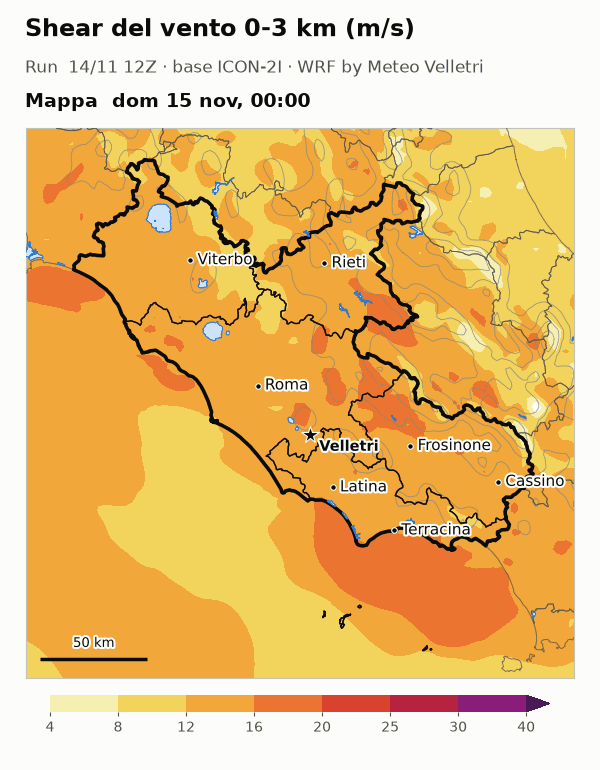 Shear del vento 0-3 km (m/s)
Run  14/11 12Z · base ICON-2I · WRF by Meteo Velletri
Mappa  dom 15 nov, 00:00
Viterbo
Rieti
Roma
Velletri
Frosinone
Latina
Cassino
Terracina
50 km
4 8 12 16 20 25 30 40